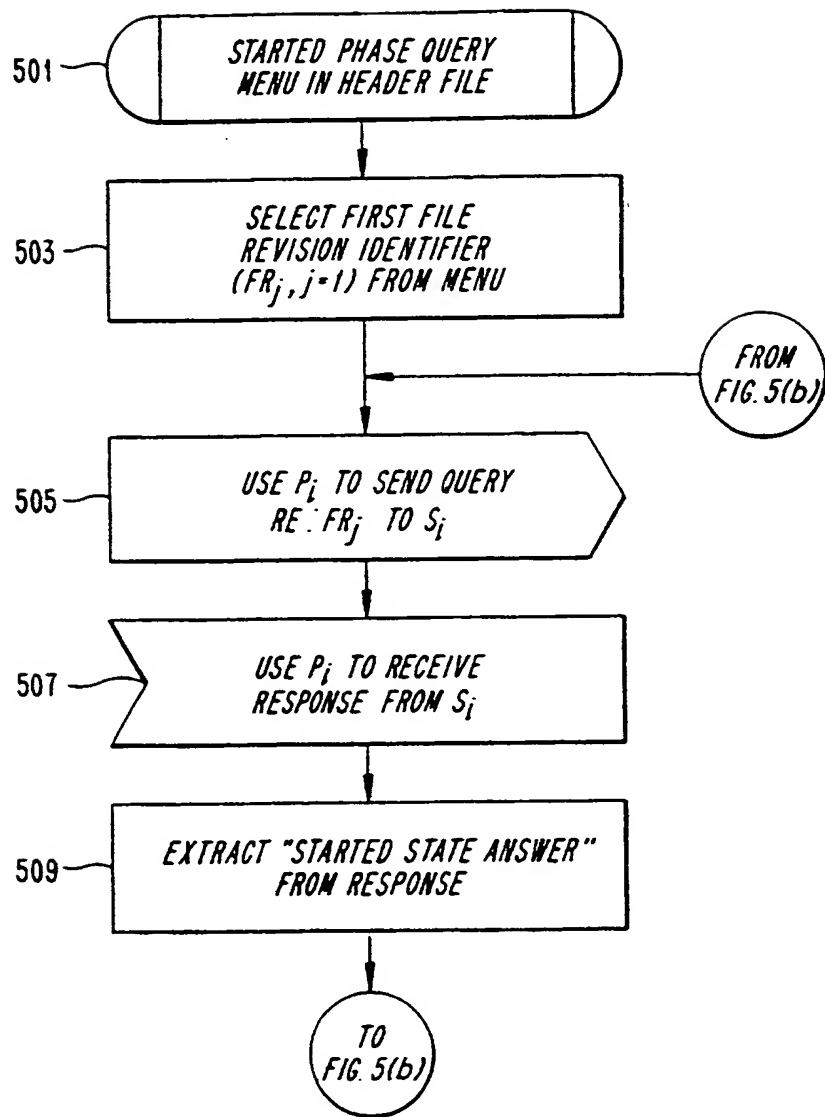 501
STARTED PHASE QUERY
MENU IN HEADER FILE
503
SELECT FIRST FILE
REVISION IDENTIFIER
(FRj, j=1) FROM MENU
FROM
FIG. 5(b)
505
USE Pi TO SEND QUERY
RE: FRj TO Si
507
USE Pi TO RECEIVE
RESPONSE FROM Si
509
EXTRACT "STARTED STATE ANSWER"
FROM RESPONSE
TO
FIG. 5(b)